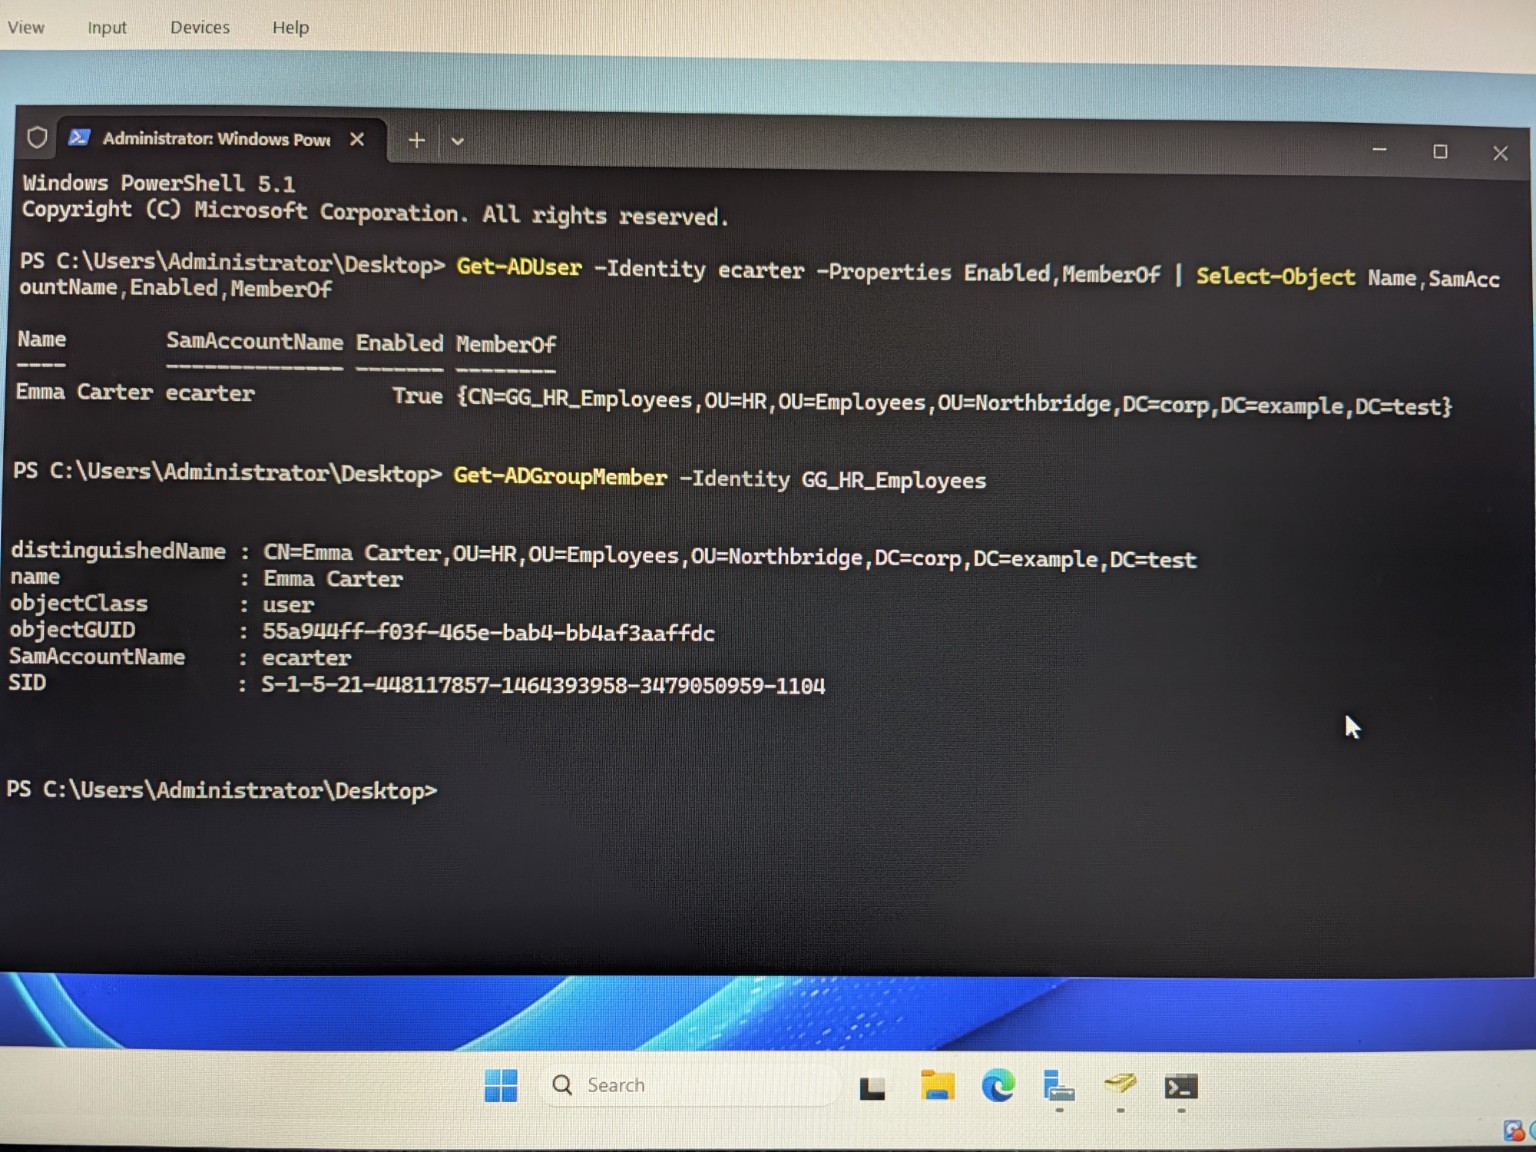 View Input Devices Help
Administrator: Windows Powe
Windows PowerShell 5.1
Copyright (C) Microsoft Corporation. All rights reserved.
PS C:\Users\Administrator\Desktop> Get-ADUser -Identity ecarter -Properties Enabled,MemberOf | Select-Object Name,SamAcc
ountName,Enabled,MemberOf
Name SamAccountName Enabled MemberOf
---- -------------- ------- --------
Emma Carter ecarter True {CN=GG_HR_Employees,OU=HR,OU=Employees,OU=Northbridge,DC=corp,DC=example,DC=test}
PS C:\Users\Administrator\Desktop> Get-ADGroupMember -Identity GG_HR_Employees
distinguishedName : CN=Emma Carter,OU=HR,OU=Employees,OU=Northbridge,DC=corp,DC=example,DC=test
name : Emma Carter
objectClass : user
objectGUID : 55a944ff-f03f-465e-bab4-bb4af3aaffdc
SamAccountName : ecarter
SID : S-1-5-21-448117857-1464393958-3479050959-1104
PS C:\Users\Administrator\Desktop>
Search